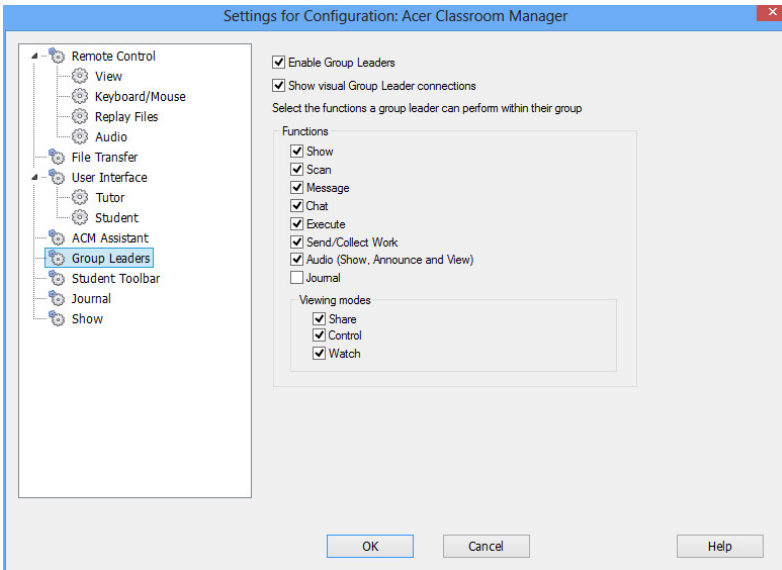 Settings for Configuration: Acer Classroom Manager
Remote Control
View
Keyboard/Mouse
Replay Files
Audio
File Transfer
User Interface
Tutor
Student
ACM Assistant
Group Leaders
Student Toolbar
Journal
Show
Enable Group Leaders
Show visual Group Leader connections
Select the functions a group leader can perform within their group
Functions
Show
Scan
Message
Chat
Execute
Send/Collect Work
Audio (Show, Announce and View)
Journal
Viewing modes
Share
Control
Watch
OK
Cancel
Help